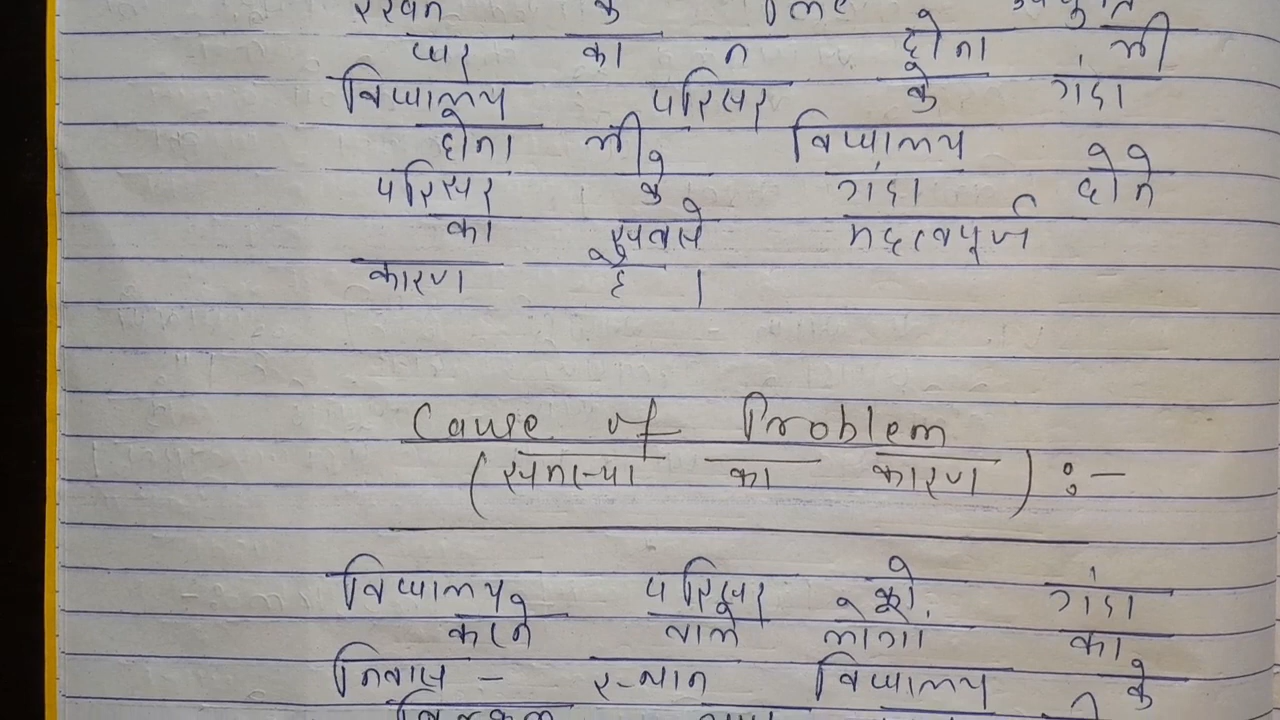 रखने के लिए
यार का न होना भी
विद्यालय परिसर के गंदा
होना भी विद्यालय
परिसर के गंदा होने
का सबसे महत्वपूर्ण
कारण है ।
Cause of Problem
(समस्या का कारण) :-
विद्यालय परिसर को गंदा
करने वाले लोगों का
निवास - स्थान विद्यालय के
बिल्कुल